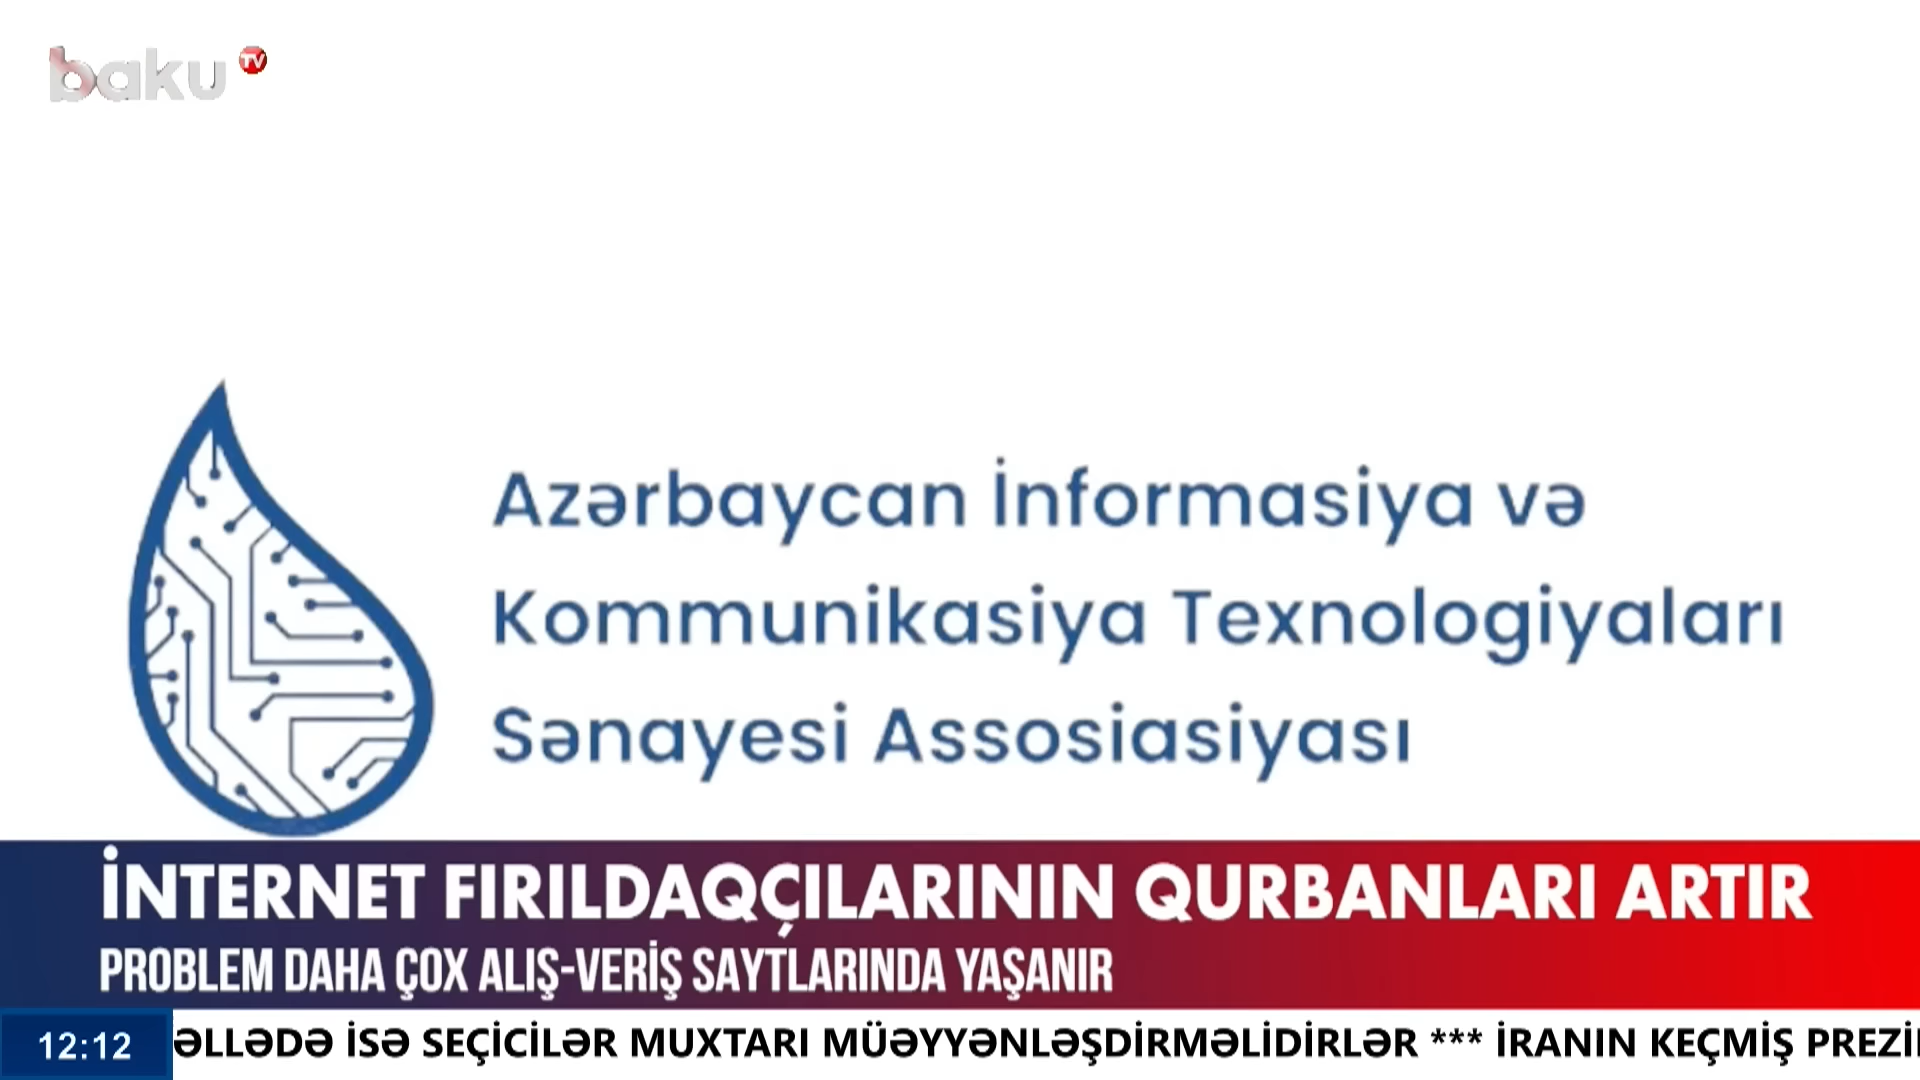 baku TV
Azərbaycan İnformasiya və
Kommunikasiya Texnologiyaları
Sənayesi Assosiasiyası
İNTERNET FIRILDAQÇILARININ QURBANLARI ARTIR
PROBLEM DAHA ÇOX ALIŞ-VERİŞ SAYTLARINDA YAŞANIR
12:12 ƏLLƏDƏ İSƏ SEÇİCİLƏR MUXTARI MÜƏYYƏNLƏŞDİRMƏLİDİRLƏR *** İRANIN KEÇMİŞ